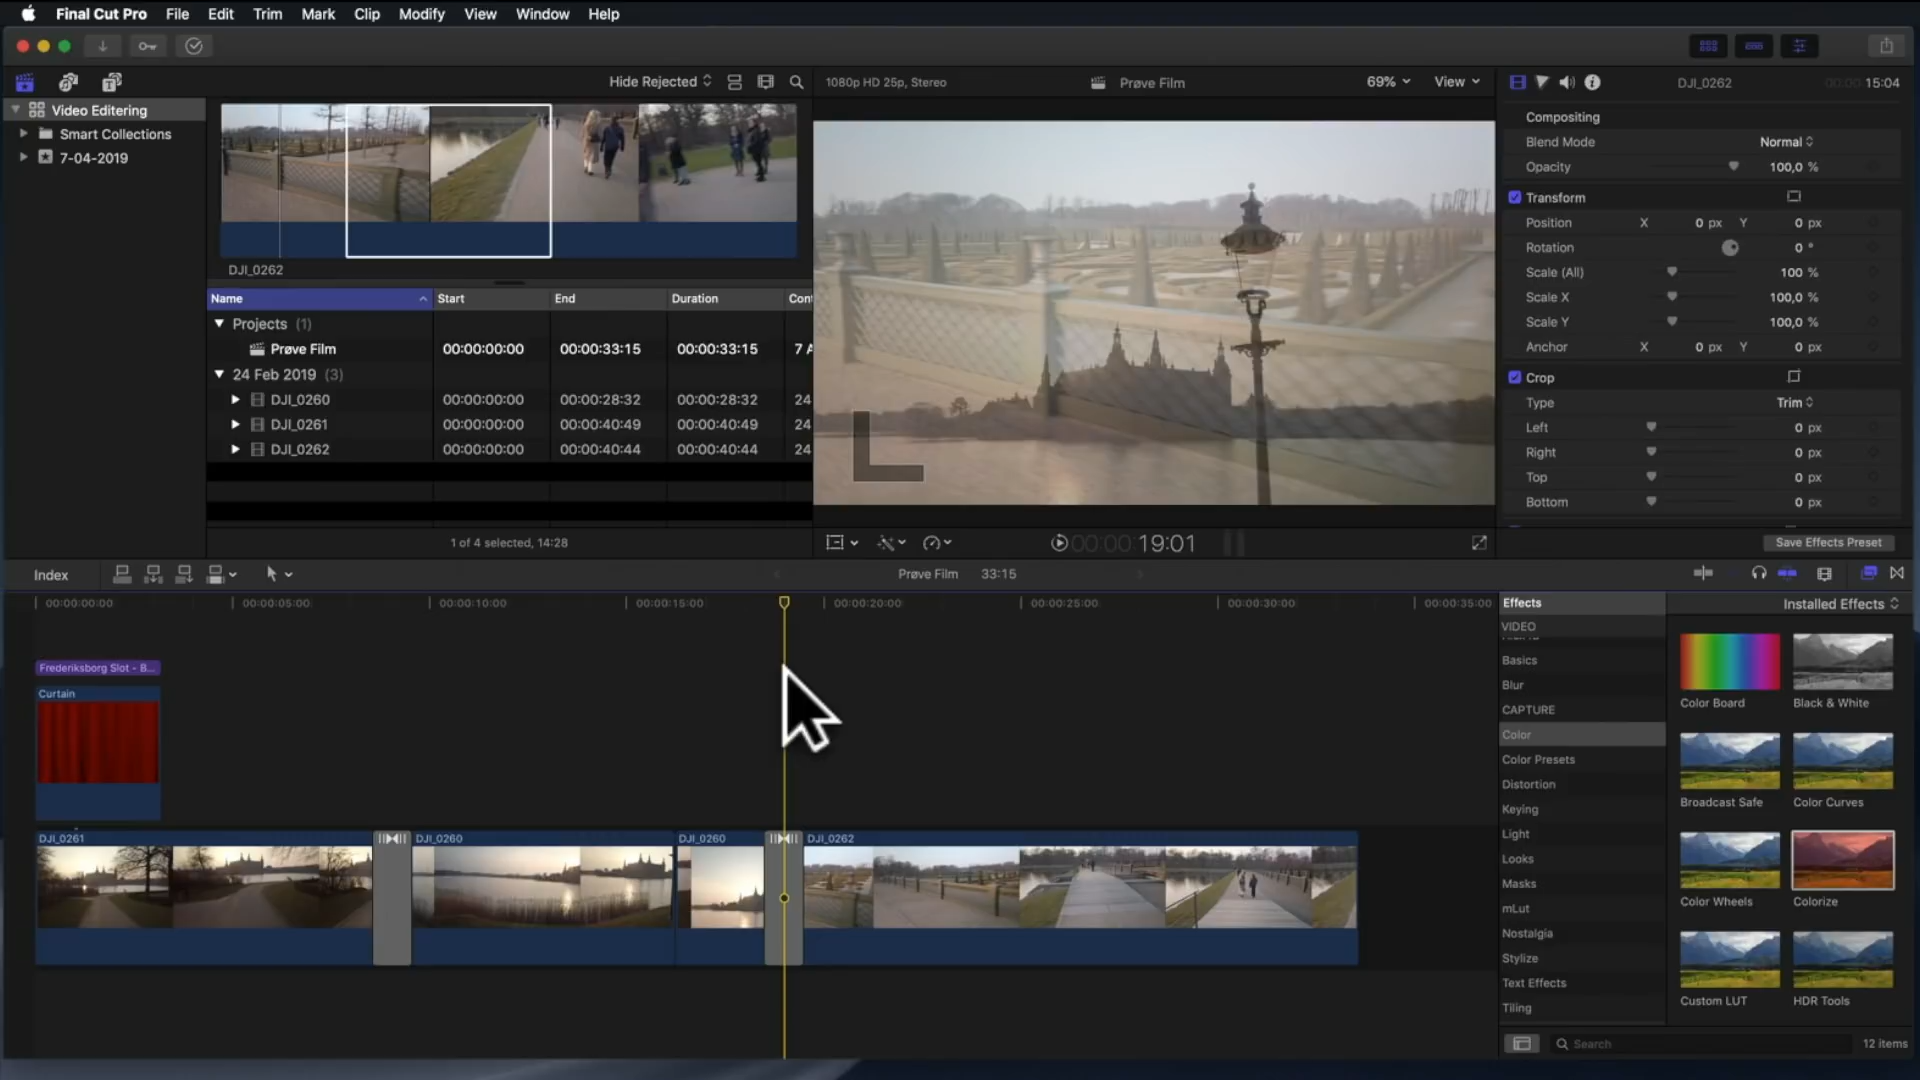 Final Cut Pro File Edit Trim Mark Clip Modify View Window Help
Hide Rejected
1080p HD 25p, Stereo
Prøve Film
69%
View
DJI_0262
00:00:15:04
Video Editering
Smart Collections
7-04-2019
DJI_0262
Name Start End Duration Con
Projects (1)
Prøve Film 00:00:00:00 00:00:33:15 00:00:33:15 7 A
24 Feb 2019 (3)
DJI_0260 00:00:00:00 00:00:28:32 00:00:28:32 24
DJI_0261 00:00:00:00 00:00:40:49 00:00:40:49 24
DJI_0262 00:00:00:00 00:00:40:44 00:00:40:44 24
1 of 4 selected, 14:28
00:00:19:01
Compositing
Blend Mode Normal
Opacity 100,0 %
Transform
Position X 0 px Y 0 px
Rotation 0 °
Scale (All) 100 %
Scale X 100,0 %
Scale Y 100,0 %
Anchor X 0 px Y 0 px
Crop
Type Trim
Left 0 px
Right 0 px
Top 0 px
Bottom 0 px
Save Effects Preset
Index
Prøve Film 33:15
00:00:00:00 00:00:05:00 00:00:10:00 00:00:15:00 00:00:20:00 00:00:25:00 00:00:30:00 00:00:35:00
Frederiksborg Slot - B...
Curtain
DJI_0261 DJI_0260 DJI_0260 DJI_0262
Effects
Installed Effects
VIDEO
Basics
Blur
CAPTURE
Color
Color Presets
Distortion
Keying
Light
Looks
Masks
mLut
Nostalgia
Stylize
Text Effects
Tiling
Color Board Black & White
Broadcast Safe Color Curves
Color Wheels Colorize
Custom LUT HDR Tools
Search
12 items